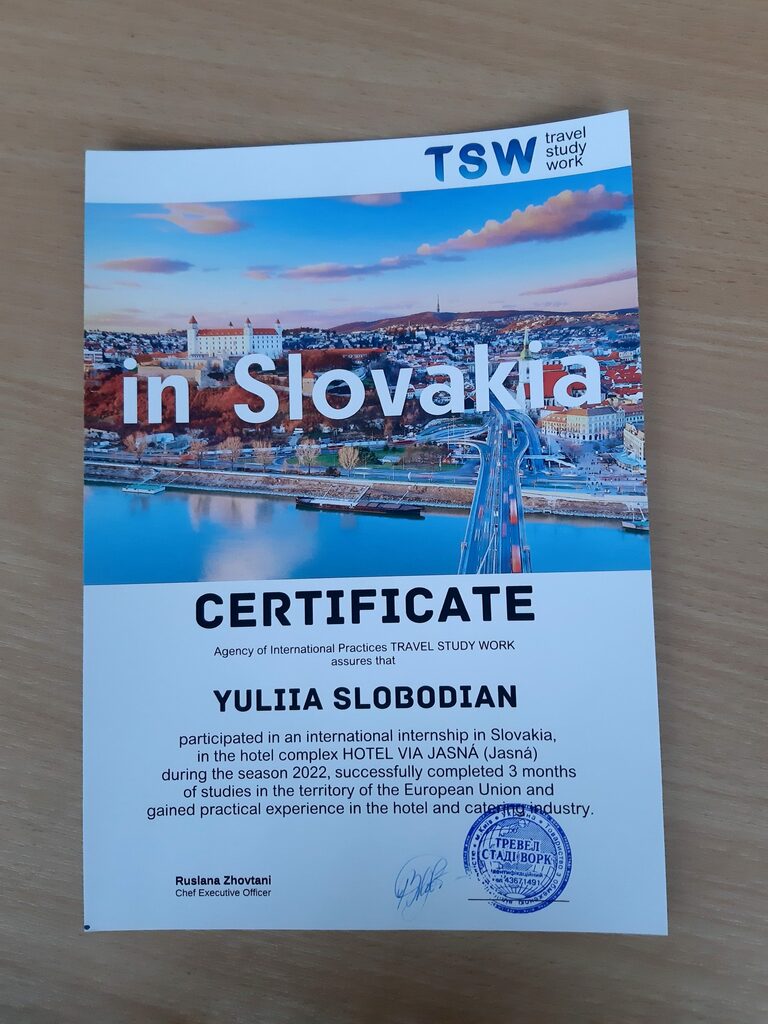 TSW travel
study
work
in Slovakia
CERTIFICATE
Agency of International Practices TRAVEL STUDY WORK
assures that
YULIIA SLOBODIAN
participated in an international internship in Slovakia,
in the hotel complex HOTEL VIA JASNÁ (Jasná)
during the season 2022, successfully completed 3 months
of studies in the territory of the European Union and
gained practical experience in the hotel and catering industry.
ТРЕВЕЛ
СТАДІ ВОРК
43671491
Ruslana Zhovtani
Chef Executive Officer